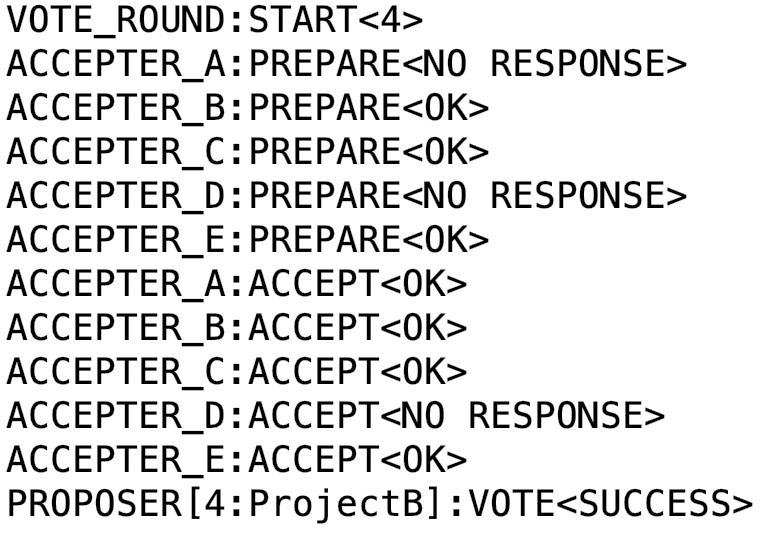 VOTE_ROUND:START<4>
ACCEPTER_A:PREPARE<NO RESPONSE>
ACCEPTER_B:PREPARE<OK>
ACCEPTER_C:PREPARE<OK>
ACCEPTER_D:PREPARE<NO RESPONSE>
ACCEPTER_E:PREPARE<OK>
ACCEPTER_A:ACCEPT<OK>
ACCEPTER_B:ACCEPT<OK>
ACCEPTER_C:ACCEPT<OK>
ACCEPTER_D:ACCEPT<NO RESPONSE>
ACCEPTER_E:ACCEPT<OK>
PROPOSER[4:ProjectB]:VOTE<SUCCESS>